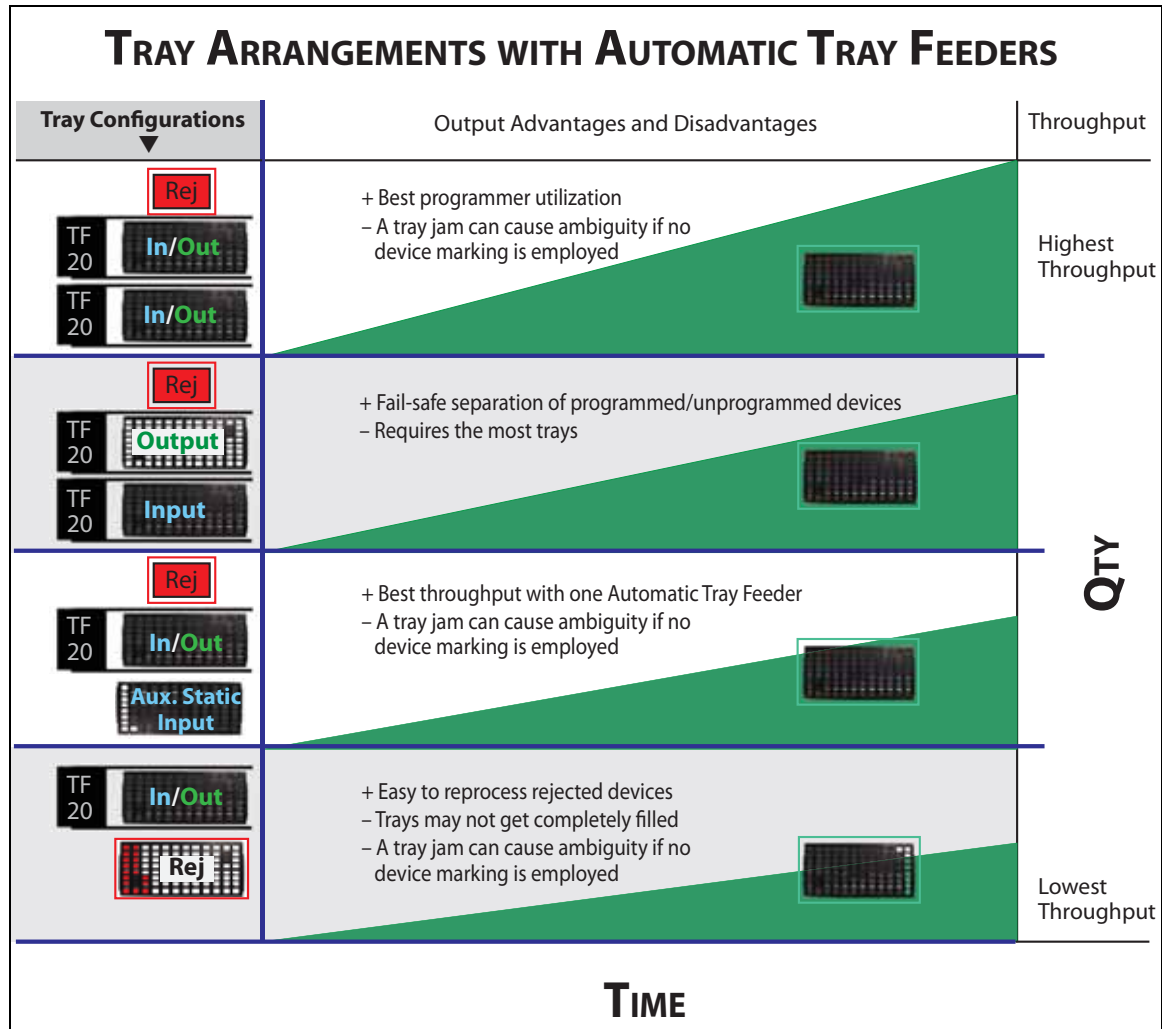 TRAY ARRANGEMENTS WITH AUTOMATIC TRAY FEEDERS
Tray Configurations
Output Advantages and Disadvantages
Throughput
Rej
TF
20
In/Out
TF
20
In/Out
+ Best programmer utilization
– A tray jam can cause ambiguity if no
device marking is employed
Highest
Throughput
Rej
TF
20
Output
TF
20
Input
+ Fail-safe separation of programmed/unprogrammed devices
– Requires the most trays
Rej
TF
20
In/Out
Aux. Static
Input
+ Best throughput with one Automatic Tray Feeder
– A tray jam can cause ambiguity if no
device marking is employed
QTY
TF
20
In/Out
Rej
+ Easy to reprocess rejected devices
– Trays may not get completely filled
– A tray jam can cause ambiguity if no
device marking is employed
Lowest
Throughput
TIME